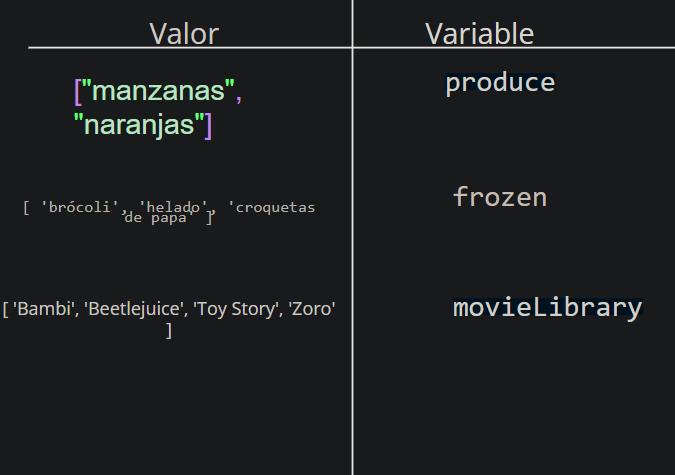 Valor Variable
["manzanas", produce
"naranjas"]
[ 'brócoli', 'helado', 'croquetas frozen
de papa' ]
[ 'Bambi', 'Beetlejuice', 'Toy Story', 'Zoro' movieLibrary
]